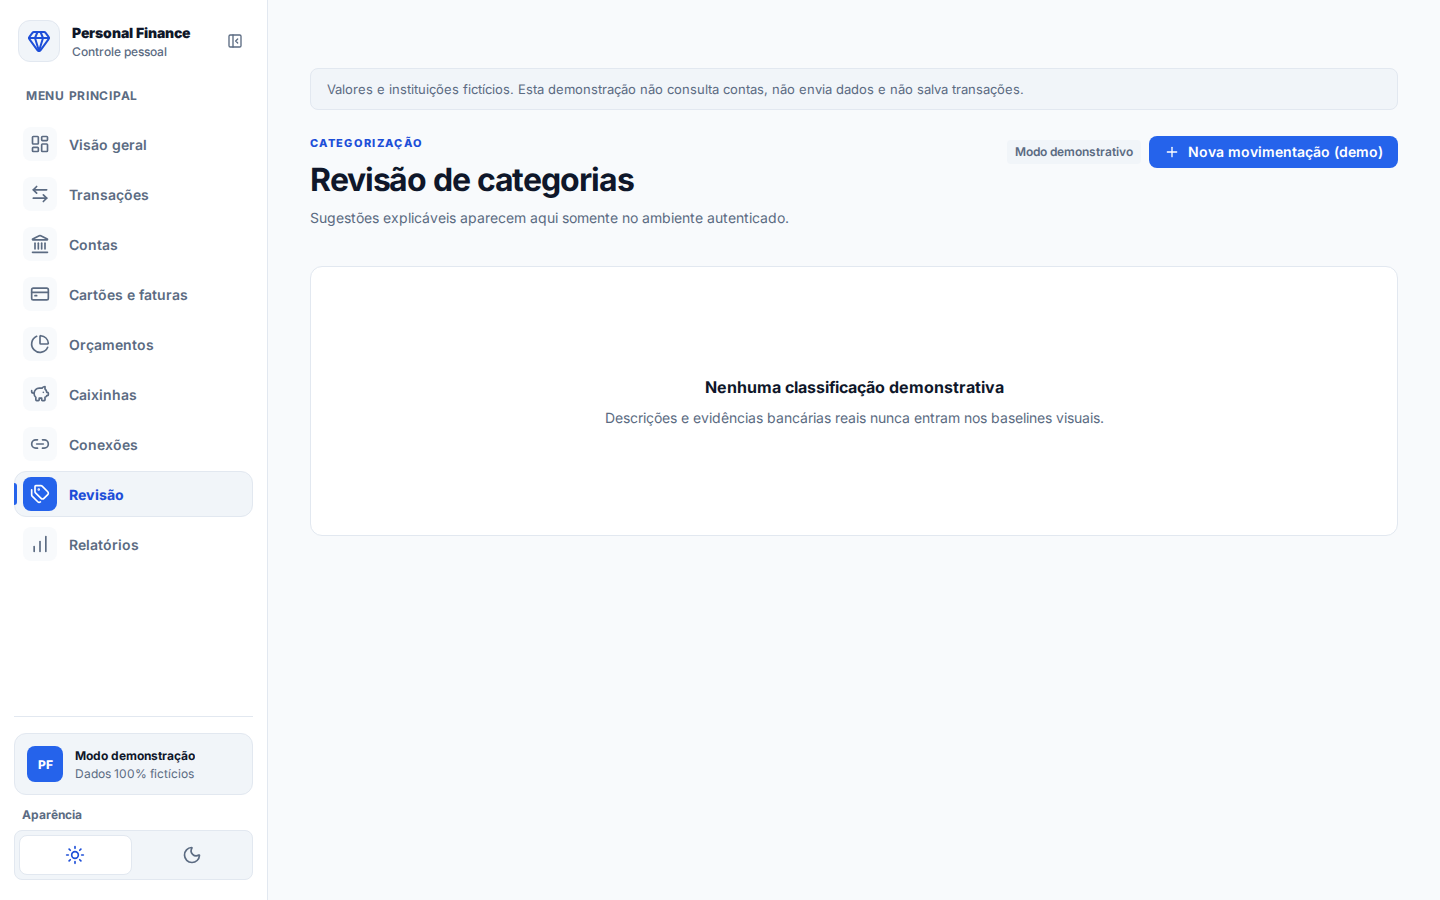 Personal Finance
Controle pessoal
MENU PRINCIPAL
Visão geral
Transações
Contas
Cartões e faturas
Orçamentos
Caixinhas
Conexões
Revisão
Relatórios
PF
Modo demonstração
Dados 100% fictícios
Aparência
Valores e instituições fictícios. Esta demonstração não consulta contas, não envia dados e não salva transações.
CATEGORIZAÇÃO
Revisão de categorias
Sugestões explicáveis aparecem aqui somente no ambiente autenticado.
Modo demonstrativo
Nova movimentação (demo)
Nenhuma classificação demonstrativa
Descrições e evidências bancárias reais nunca entram nos baselines visuais.